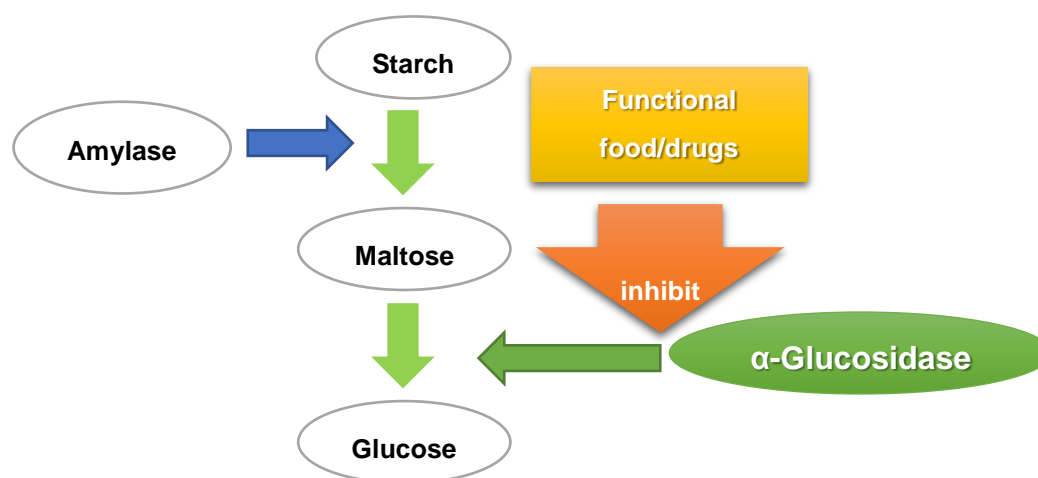 Starch
Functional
food/drugs
Amylase
Maltose
inhibit
α-Glucosidase
Glucose